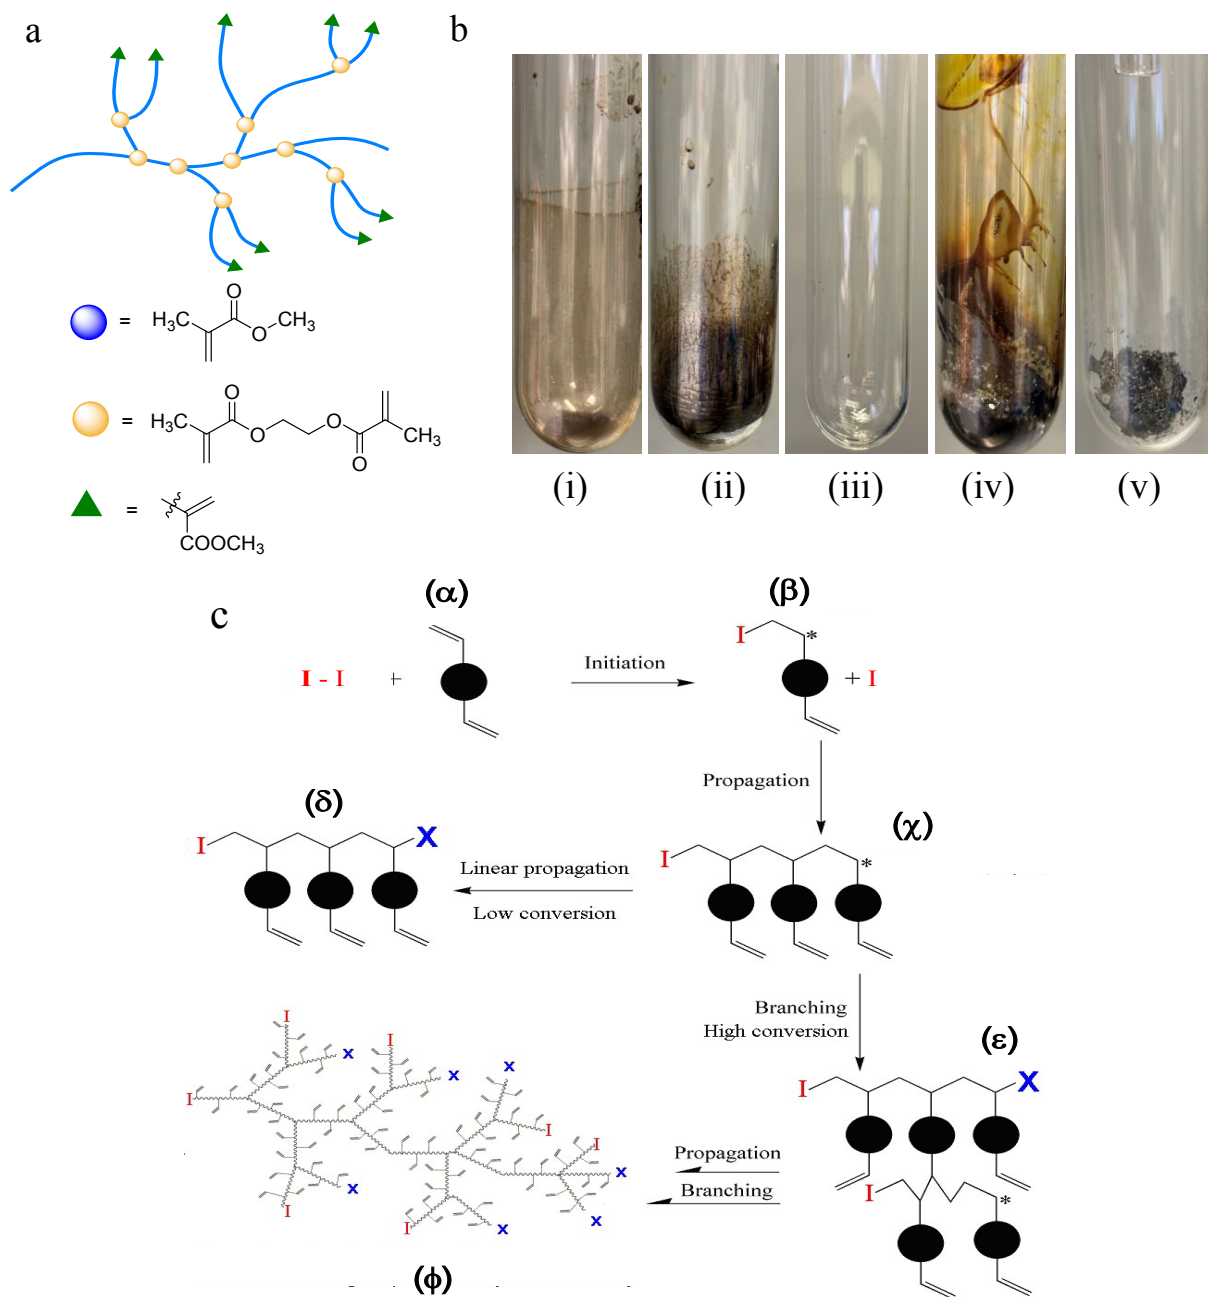 a
b
= H3C O O CH3
= H3C O O O O CH3
= COOCH3
(i) (ii) (iii) (iv) (v)
c
(α) (β)
I - I + Initiation I * + I
Propagation
(δ) (χ)
I X Linear propagation I *
Low conversion
Branching
High conversion
(ε)
I X I X X I X
I I I X
I X I X X
Propagation
Branching
I *
(ϕ)